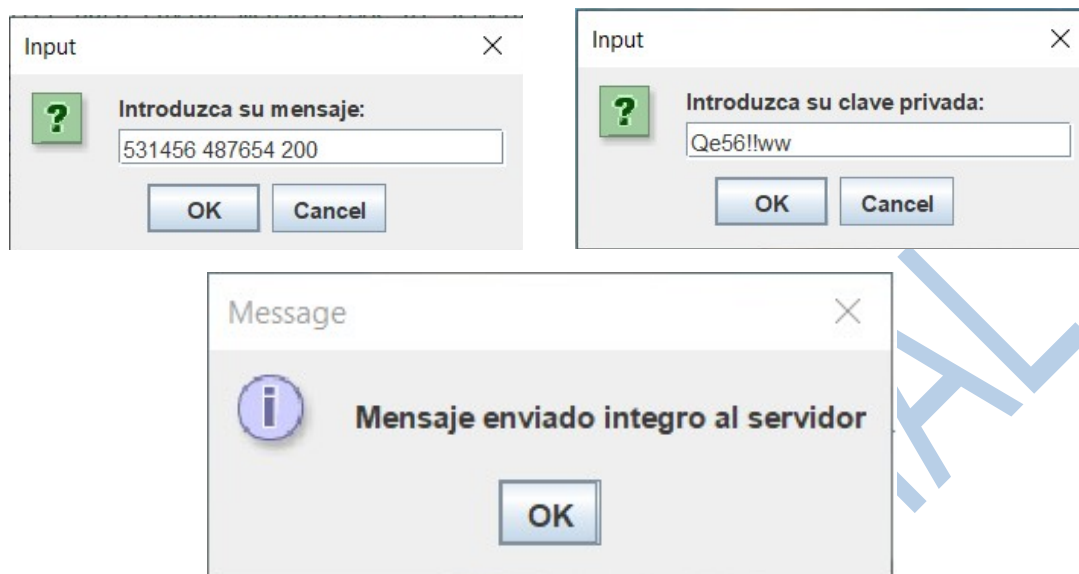 Input
Introduzca su mensaje:
531456 487654 200
OK Cancel
Input
Introduzca su clave privada:
Qe56!!ww
OK Cancel
Message
Mensaje enviado integro al servidor
OK